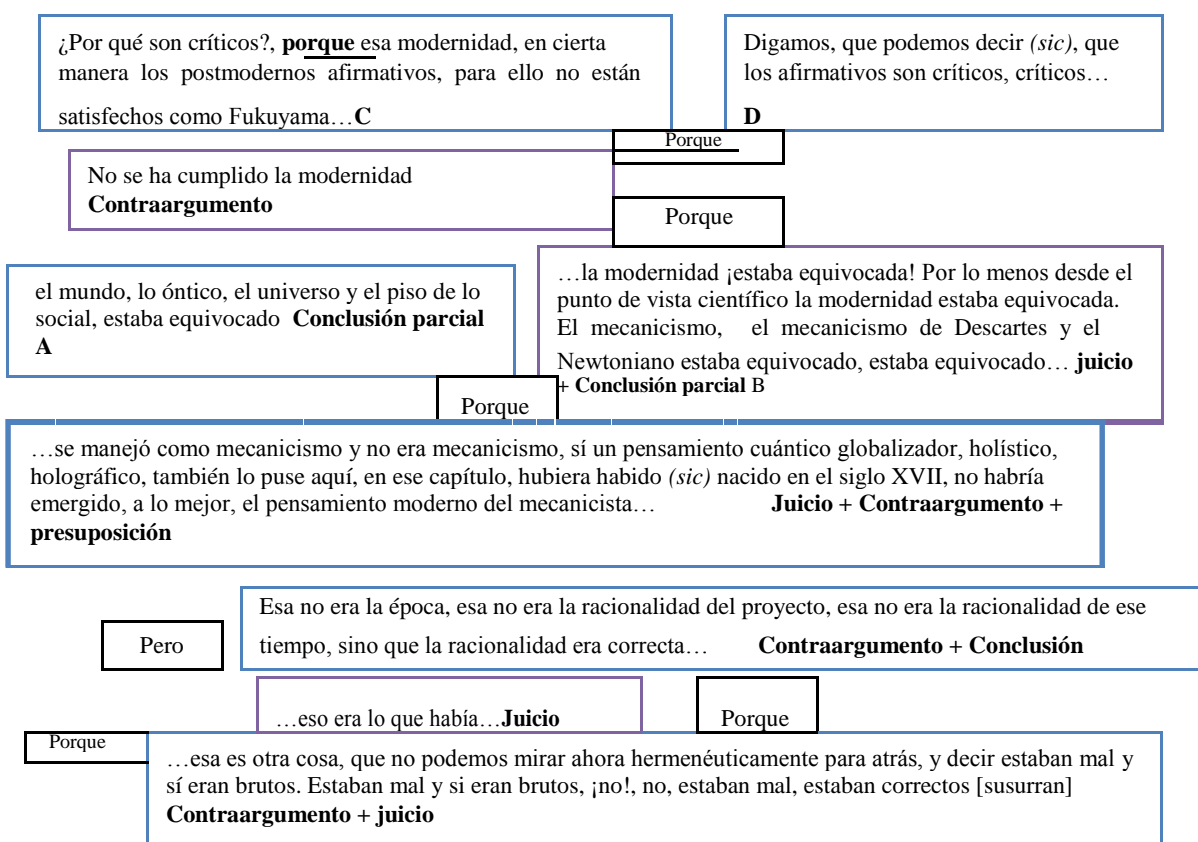 ¿Por qué son críticos?, porque esa modernidad, en cierta
manera los postmodernos afirmativos, para ello no están
satisfechos como Fukuyama…C
Digamos, que podemos decir (sic), que
los afirmativos son críticos, críticos…
D
Porque
No se ha cumplido la modernidad
Contraargumento
Porque
el mundo, lo óntico, el universo y el piso de lo
social, estaba equivocado Conclusión parcial
A
…la modernidad ¡estaba equivocada! Por lo menos desde el
punto de vista científico la modernidad estaba equivocada.
El mecanicismo, el mecanicismo de Descartes y el
Newtoniano estaba equivocado, estaba equivocado… juicio
+ Conclusión parcial B
Porque
…se manejó como mecanicismo y no era mecanicismo, sí un pensamiento cuántico globalizador, holístico,
holográfico, también lo puse aquí, en ese capítulo, hubiera habido (sic) nacido en el siglo XVII, no habría
emergido, a lo mejor, el pensamiento moderno del mecanicista… Juicio + Contraargumento +
presuposición
Pero
Esa no era la época, esa no era la racionalidad del proyecto, esa no era la racionalidad de ese
tiempo, sino que la racionalidad era correcta… Contraargumento + Conclusión
…eso era lo que había…Juicio
Porque
Porque
…esa es otra cosa, que no podemos mirar ahora hermenéuticamente para atrás, y decir estaban mal y
sí eran brutos. Estaban mal y si eran brutos, ¡no!, no, estaban mal, estaban correctos [susurran]
Contraargumento + juicio